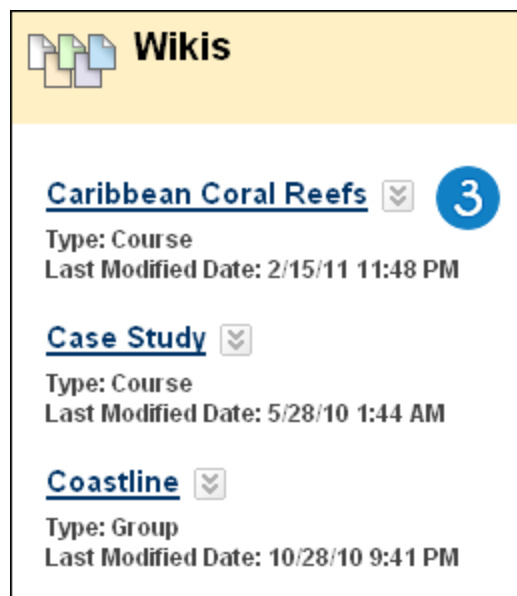 Wikis
Caribbean Coral Reefs 3
Type: Course
Last Modified Date: 2/15/11 11:48 PM
Case Study
Type: Course
Last Modified Date: 5/28/10 1:44 AM
Coastline
Type: Group
Last Modified Date: 10/28/10 9:41 PM